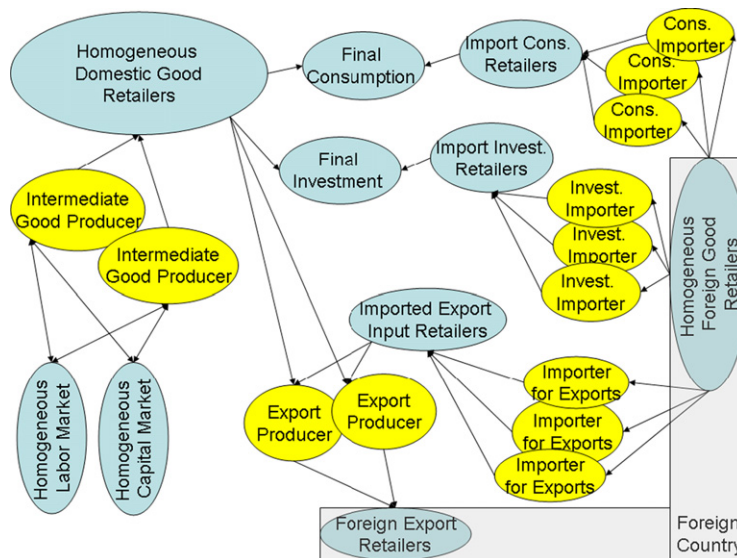 Homogeneous
Domestic Good
Retailers
Final
Consumption
Import Cons.
Retailers
Cons.
Importer
Cons.
Importer
Cons.
Importer
Final
Investment
Import Invest.
Retailers
Intermediate
Good Producer
Intermediate
Good Producer
Invest.
Importer
Invest.
Importer
Invest.
Importer
Homogeneous
Foreign Good
Retailers
Imported Export
Input Retailers
Homogeneous
Labor Market
Homogeneous
Capital Market
Export
Producer
Export
Producer
Importer
for Exports
Importer
for Exports
Importer
for Exports
Foreign Export
Retailers
Foreign
Country